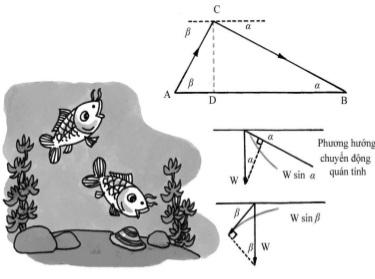 C
β α
β α
A D B
α
α
Phương hướng
chuyển động
quán tính
W W sin α
β W sin β
β W